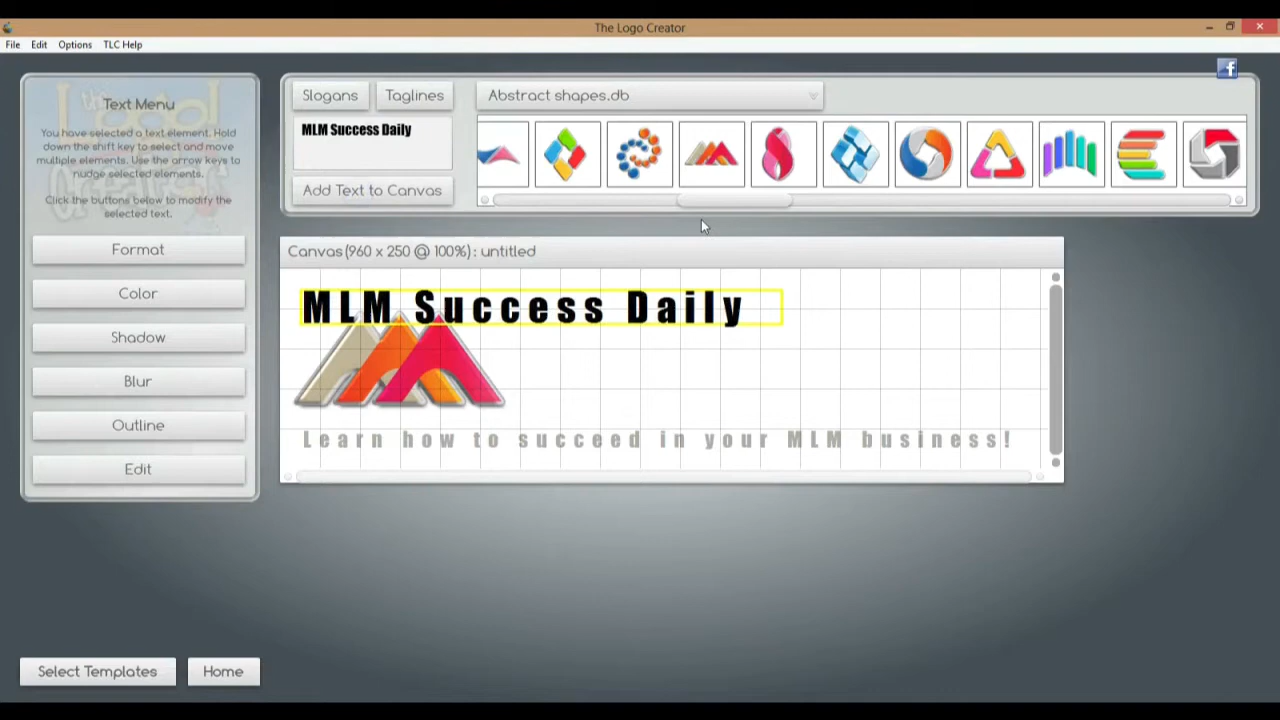 The Logo Creator
File Edit Options TLC Help
f
Text Menu
You have selected a text element. Hold
down the shift key to select and move
multiple elements. Use the arrow keys to
nudge selected elements.
Click the buttons below to modify the
selected text.
Format
Color
Shadow
Blur
Outline
Edit
Slogans Taglines
MLM Success Daily
Add Text to Canvas
Abstract shapes.db
Canvas (960 x 250 @ 100%) : untitled
MLM Success Daily
Learn how to succeed in your MLM business!
Select Templates Home